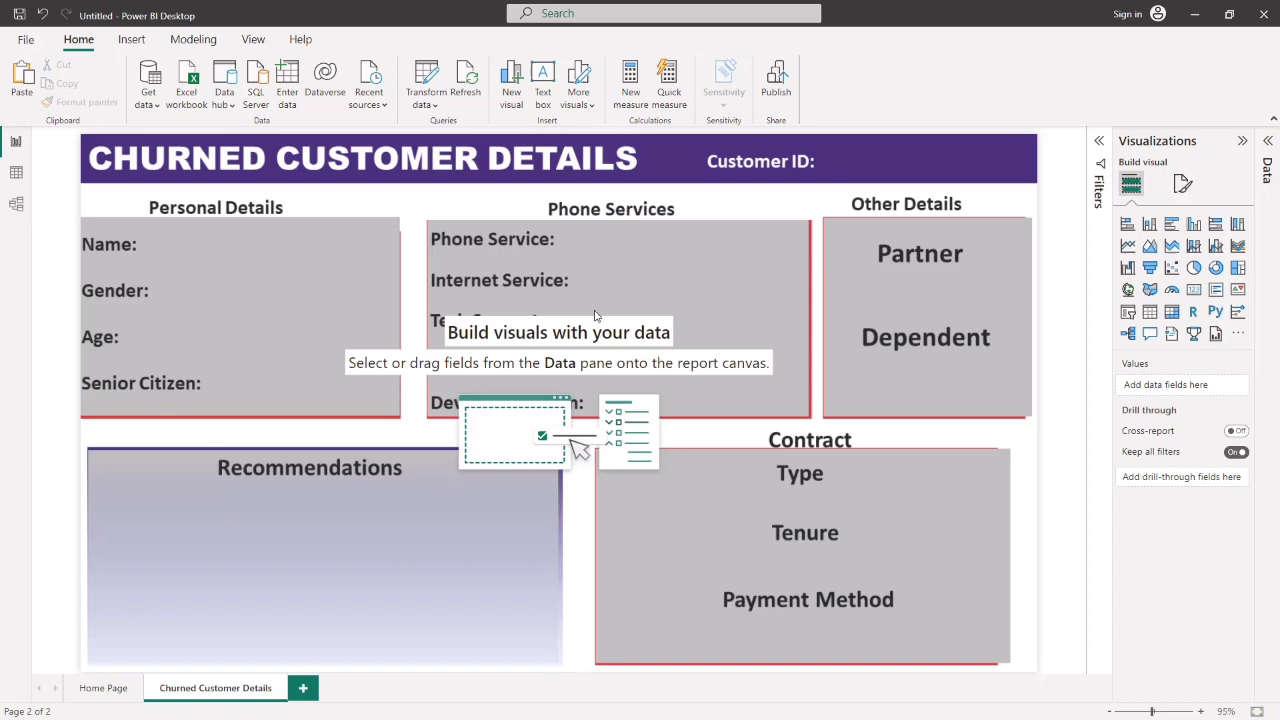 Untitled - Power BI Desktop
Search
Sign in
File
Home
Insert
Modeling
View
Help
Paste
Cut
Copy
Format painter
Clipboard
Get data
Excel workbook
Data hub
SQL Server
Enter data
Dataverse
Recent sources
Data
Transform data
Refresh
Queries
New visual
Text box
More visuals
Insert
New measure
Quick measure
Calculations
Sensitivity
Sensitivity
Publish
Share
CHURNED CUSTOMER DETAILS
Customer ID:
Personal Details
Name:
Gender:
Age:
Senior Citizen:
Phone Services
Phone Service:
Internet Service:
Build visuals with your data
Select or drag fields from the Data pane onto the report canvas.
Other Details
Partner
Dependent
Recommendations
Contract
Type
Tenure
Payment Method
Filters
Visualizations
Build visual
123
R
Py
Values
Add data fields here
Drill through
Cross-report
Off
Keep all filters
On
Add drill-through fields here
Data
Home Page
Churned Customer Details
Page 2 of 2
95%